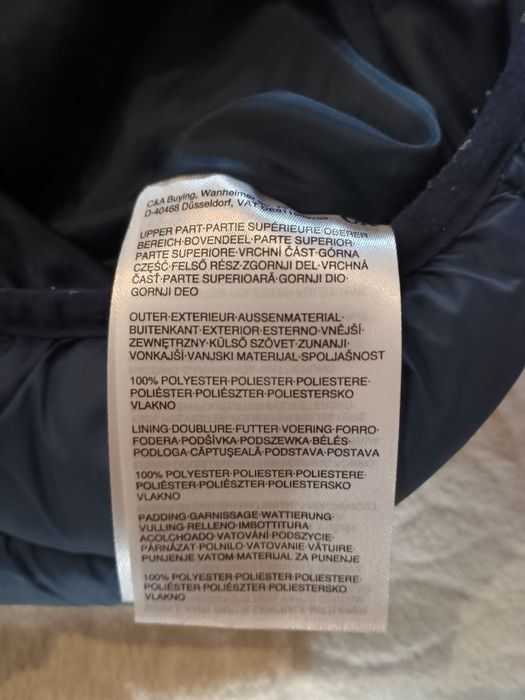 C&A Buying, Wanheimer
D-40468 Düsseldorf, VAT
UPPER PART·PARTIE SUPÉRIEURE·OBERER
BEREICH·BOVENDEEL·PARTE SUPERIOR·
PARTE SUPERIORE·VRCHNÍ ČÁST·GÓRNA
CZĘŚĆ·FELSŐ RÉSZ·ZGORNJI DEL·VRCHNÁ
ČASŤ·PARTE SUPERIOARĂ·GORNJI DIO·
GORNJI DEO
OUTER·EXTERIEUR·AUSSENMATERIAL·
BUITENKANT·EXTERIOR·ESTERNO·VNĚJŠÍ·
ZEWNĘTRZNY·KÜLSŐ SZÖVET·ZUNANJI·
VONKAJŠÍ·VANJSKI MATERIJAL·SPOLJAŠNOST
100% POLYESTER·POLIESTER·POLIESTERE·
POLIÉSTER·POLIÉSZTER·POLIESTERSKO
VLAKNO
LINING·DOUBLURE·FUTTER·VOERING·FORRO·
FODERA·PODŠÍVKA·PODSZEWKA·BÉLÉS·
PODLOGA·CĂPTUŞEALĂ·PODSTAVA·POSTAVA
100% POLYESTER·POLIESTER·POLIESTERE·
POLIÉSTER·POLIÉSZTER·POLIESTERSKO
VLAKNO
PADDING·GARNISSAGE·WATTIERUNG·
VULLING·RELLENO·IMBOTTITURA·
ACOLCHOADO·VATOVÁNÍ·PODSZYCIE·
PÁRNÁZAT·POLNILO·VATOVANIE·VĂTUIRE·
PUNJENJE VATOM·MATERIJAL ZA PUNENJE
100% POLYESTER·POLIESTER·POLIESTERE·
POLIÉSTER·POLIÉSZTER·POLIESTERSKO
VLAKNO